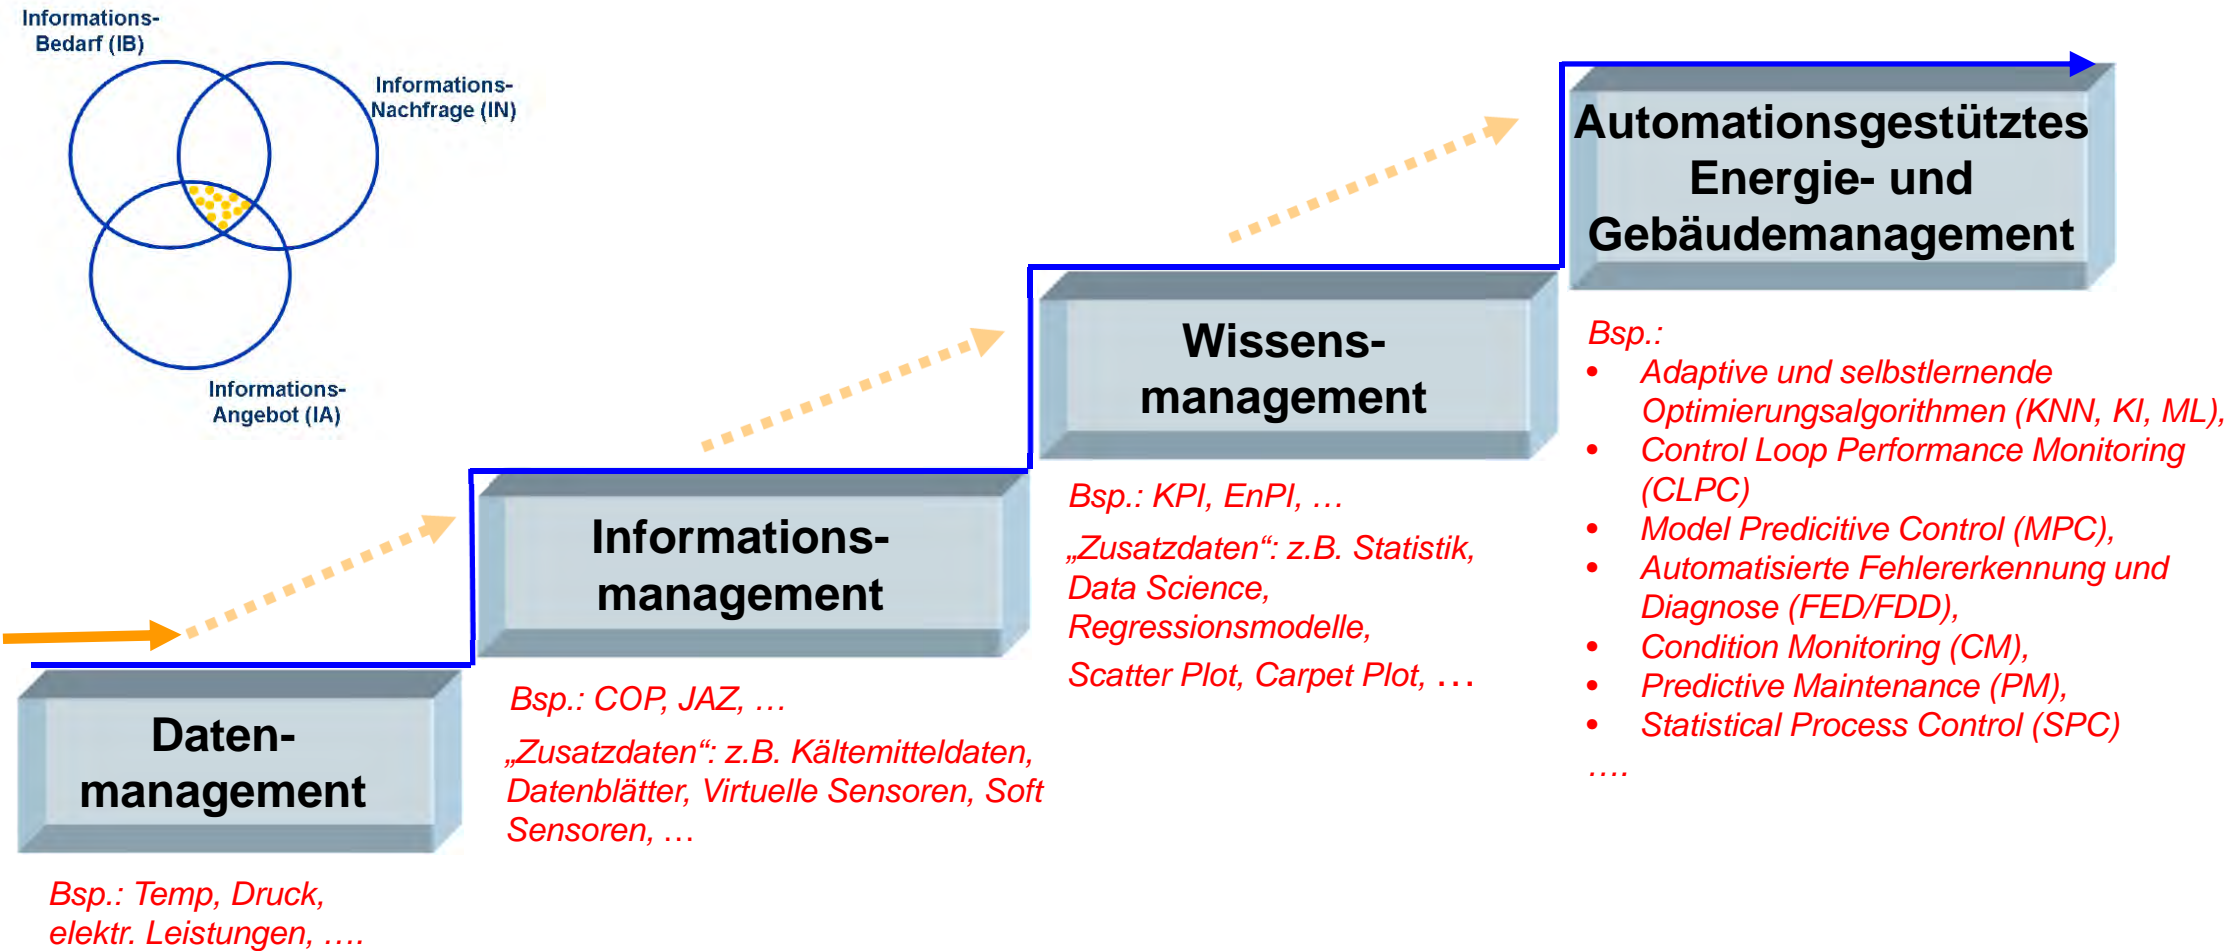 Informations-
Bedarf (IB)
Informations-
Nachfrage (IN)
Informations-
Angebot (IA)
Daten-
management
Bsp.: Temp, Druck,
elektr. Leistungen, ….
Informations-
management
Bsp.: COP, JAZ, …
„Zusatzdaten“: z.B. Kältemitteldaten,
Datenblätter, Virtuelle Sensoren, Soft
Sensoren, …
Wissens-
management
Bsp.: KPI, EnPI, …
„Zusatzdaten“: z.B. Statistik,
Data Science,
Regressionsmodelle,
Scatter Plot, Carpet Plot, …
Automationsgestütztes
Energie- und
Gebäudemanagement
Bsp.:
• Adaptive und selbstlernende
Optimierungsalgorithmen (KNN, KI, ML),
• Control Loop Performance Monitoring
(CLPC)
• Model Predicitive Control (MPC),
• Automatisierte Fehlererkennung und
Diagnose (FED/FDD),
• Condition Monitoring (CM),
• Predictive Maintenance (PM),
• Statistical Process Control (SPC)
….